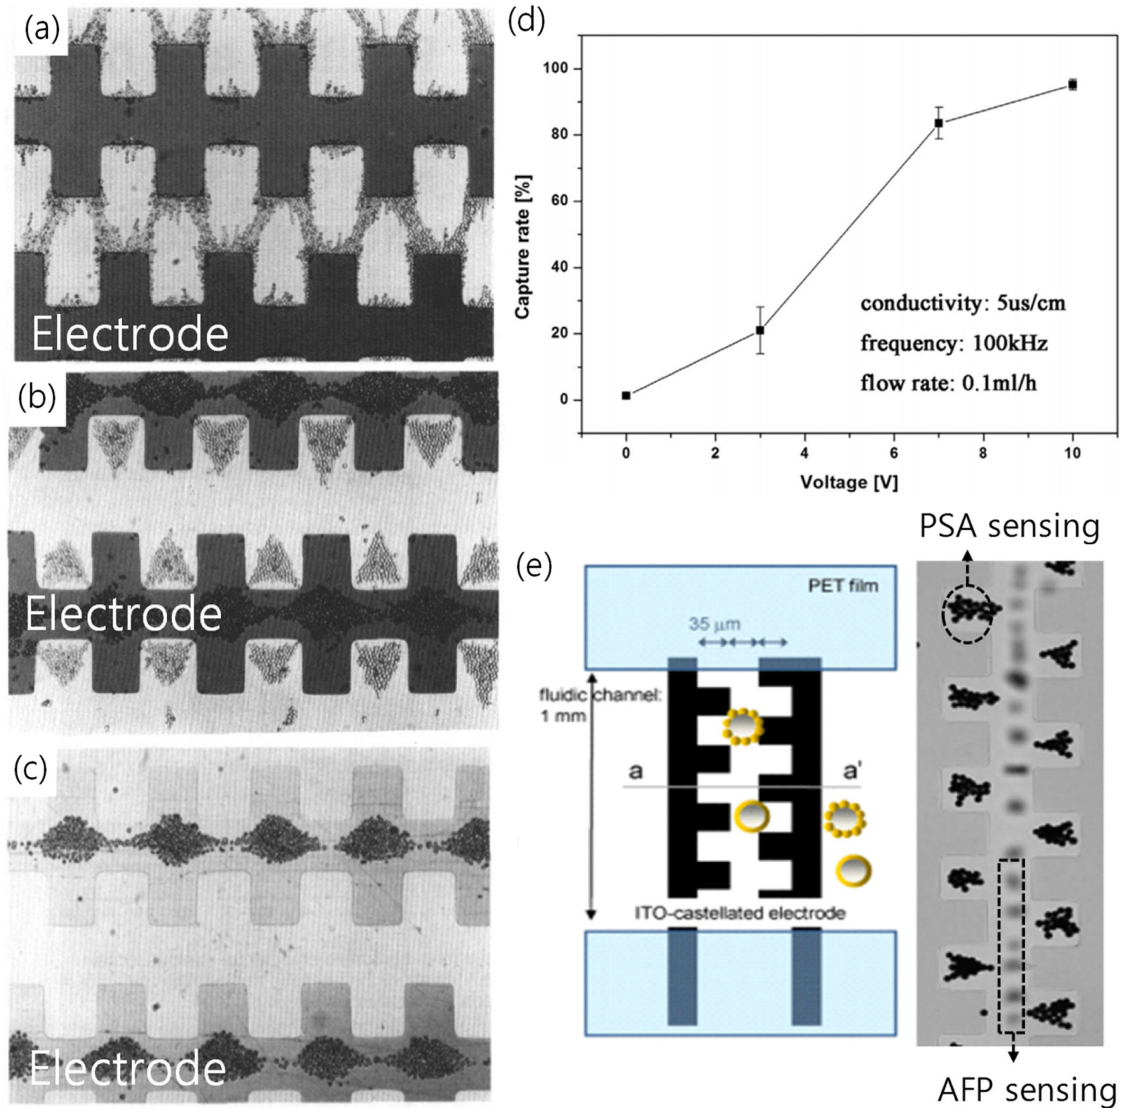 (a)
Electrode
(b)
Electrode
(c)
Electrode
(d)
100
80
60
40
20
0
Capture rate [%]
conductivity: 5us/cm
frequency: 100kHz
flow rate: 0.1ml/h
0 2 4 6 8 10
Voltage [V]
(e)
PET film
35 μm
fluidic channel:
1 mm
a a'
ITO-castellated electrode
PSA sensing
AFP sensing